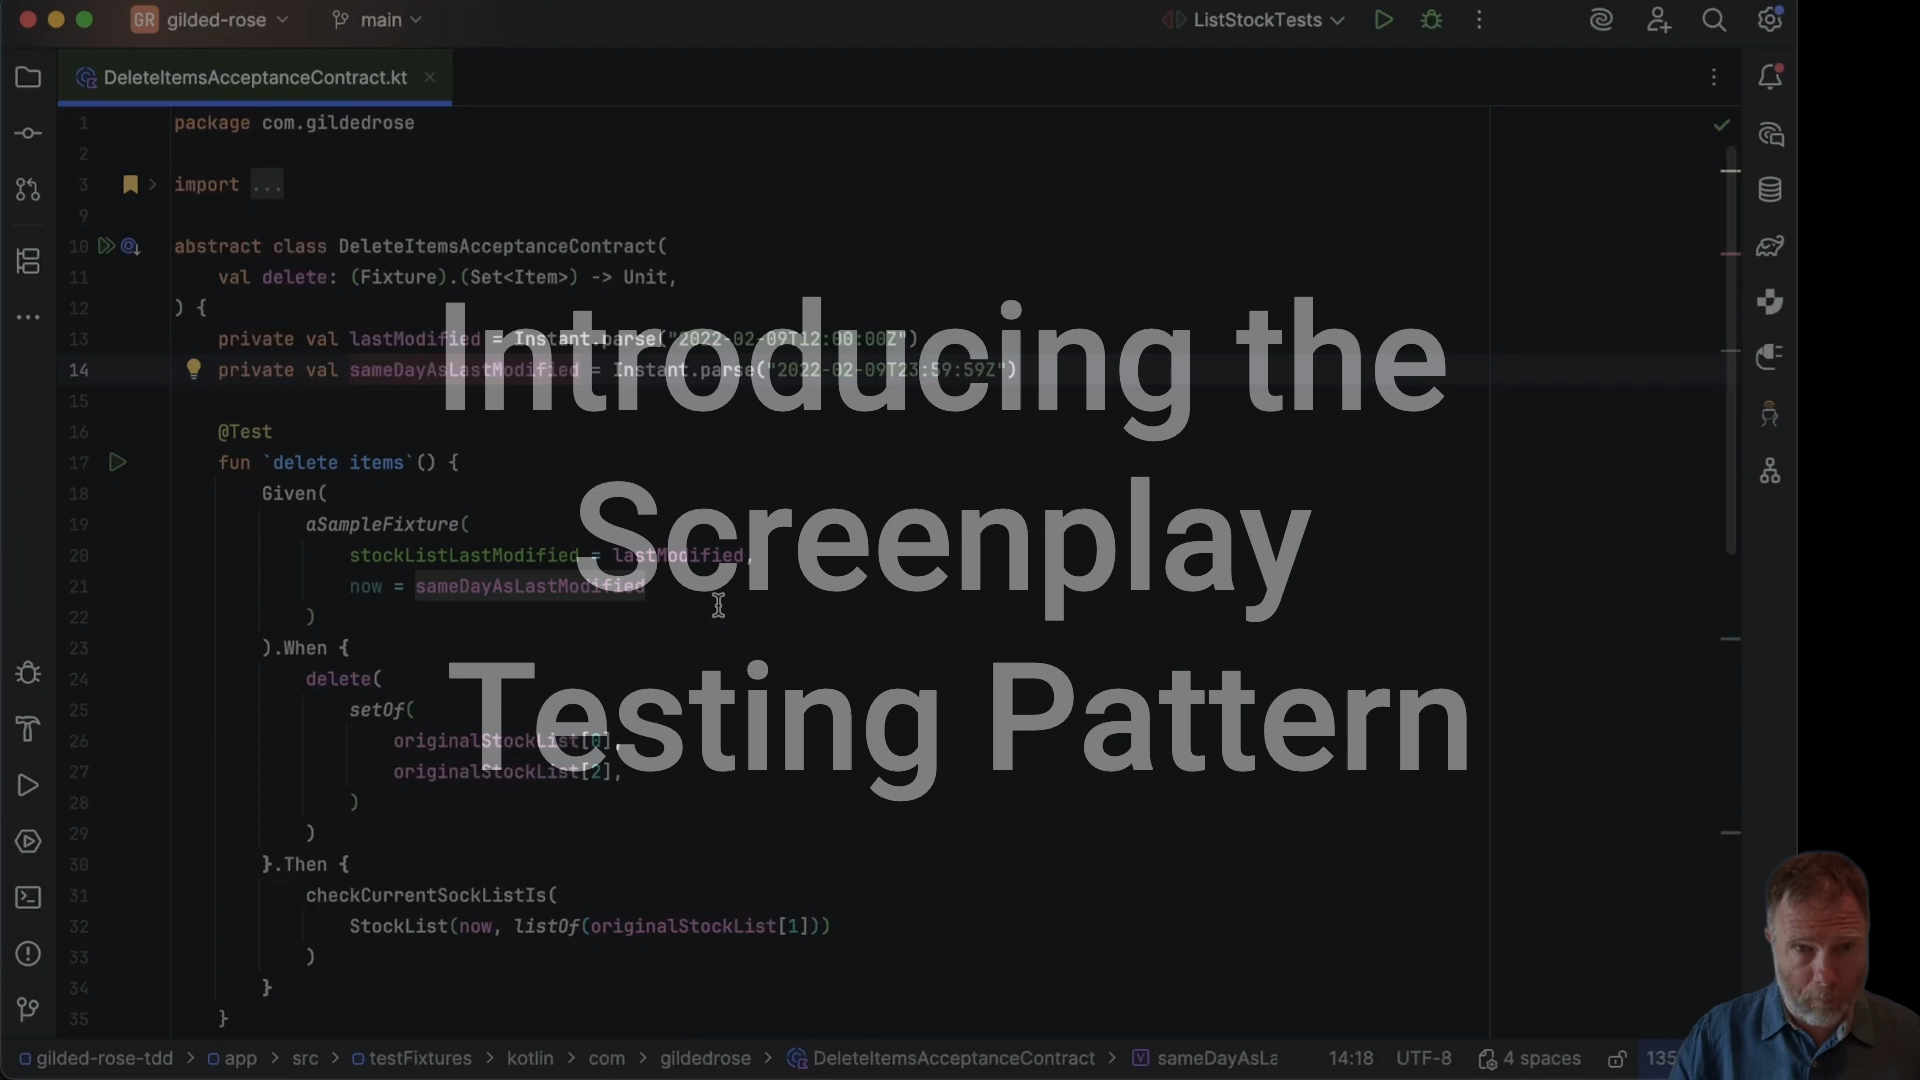 GR gilded-rose main ListStockTests
DeleteItemsAcceptanceContract.kt
1 package com.gildedrose
2
3 import ...
9
10 abstract class DeleteItemsAcceptanceContract(
11 val delete: (Fixture).(Set<Item>) -> Unit,
12 ) {
13 private val lastModified = Instant.parse("2022-02-09T12:00:00Z")
14 private val sameDayAsLastModified = Instant.parse("2022-02-09T23:59:59Z")
15
16 @Test
17 fun `delete items`() {
18 Given(
19 aSampleFixture(
20 stockListLastModified = lastModified,
21 now = sameDayAsLastModified
22 )
23 ).When {
24 delete(
25 setOf(
26 originalStockList[0],
27 originalStockList[2],
28 )
29 )
30 }.Then {
31 checkCurrentSockListIs(
32 StockList(now, listOf(originalStockList[1]))
33 )
34 }
35 }
Introducing the
Screenplay
Testing Pattern
gilded-rose-tdd > app > src > testFixtures > kotlin > com > gildedrose > DeleteItemsAcceptanceContract > sameDayAsLa 14:18 UTF-8 4 spaces